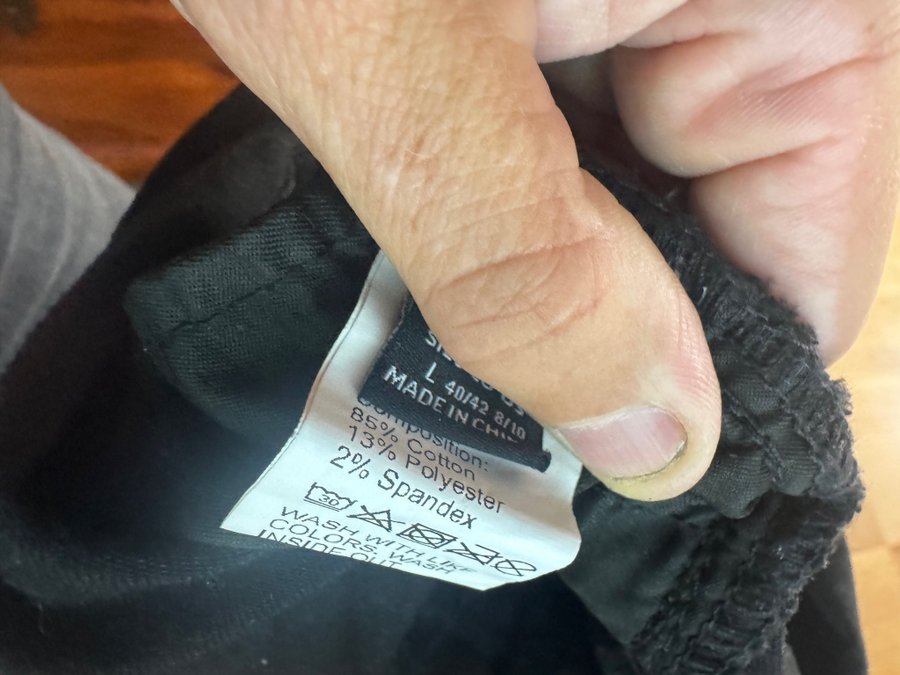 L 40/42 8/10
MADE IN
Composition:
85% Cotton
13% Polyester
2% Spandex
30
WASH WITH LIKE
COLORS. WASH
INSIDE OUT